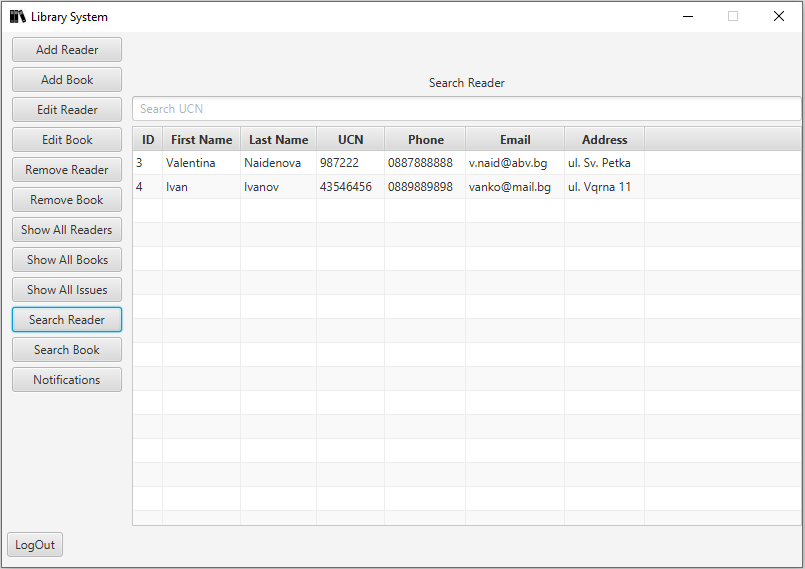 Library System
Add Reader
Add Book
Edit Reader
Edit Book
Remove Reader
Remove Book
Show All Readers
Show All Books
Show All Issues
Search Reader
Search Book
Notifications
LogOut
Search Reader
Search UCN
ID First Name Last Name UCN Phone Email Address
3 Valentina Naidenova 987222 0887888888 v.naid@abv.bg ul. Sv. Petka
4 Ivan Ivanov 43546456 0889889898 vanko@mail.bg ul. Vqrna 11